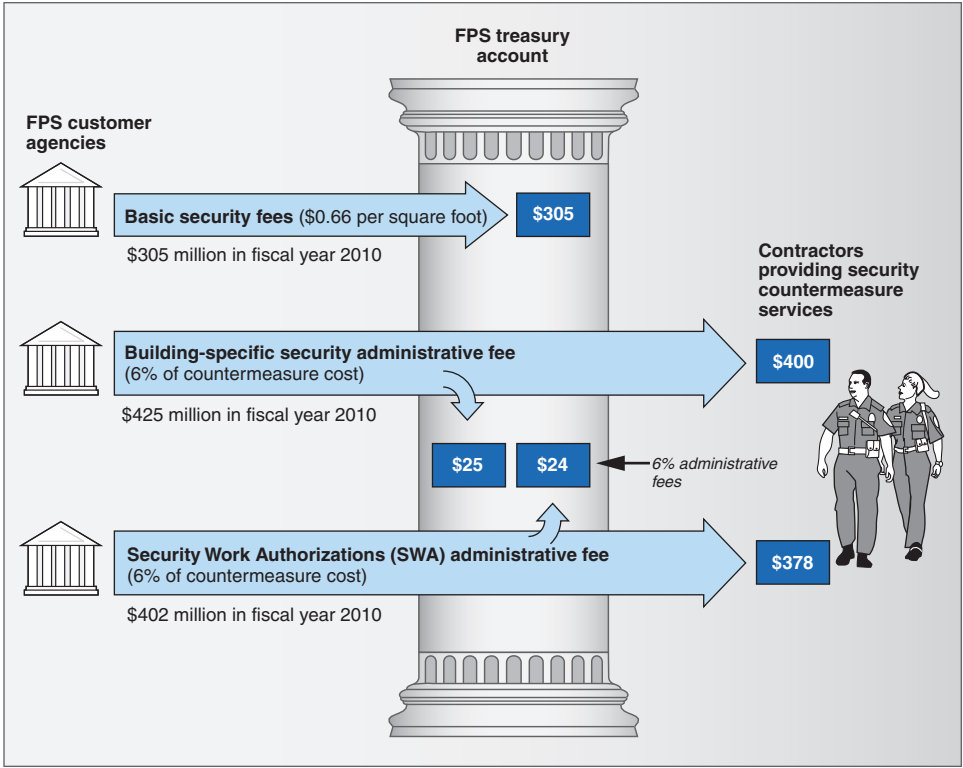 FPS treasury
account
FPS customer
agencies
Basic security fees ($0.66 per square foot)
$305
$305 million in fiscal year 2010
Contractors
providing security
countermeasure
services
Building-specific security administrative fee
(6% of countermeasure cost)
$400
$425 million in fiscal year 2010
$25
$24
6% administrative
fees
Security Work Authorizations (SWA) administrative fee
(6% of countermeasure cost)
$378
$402 million in fiscal year 2010